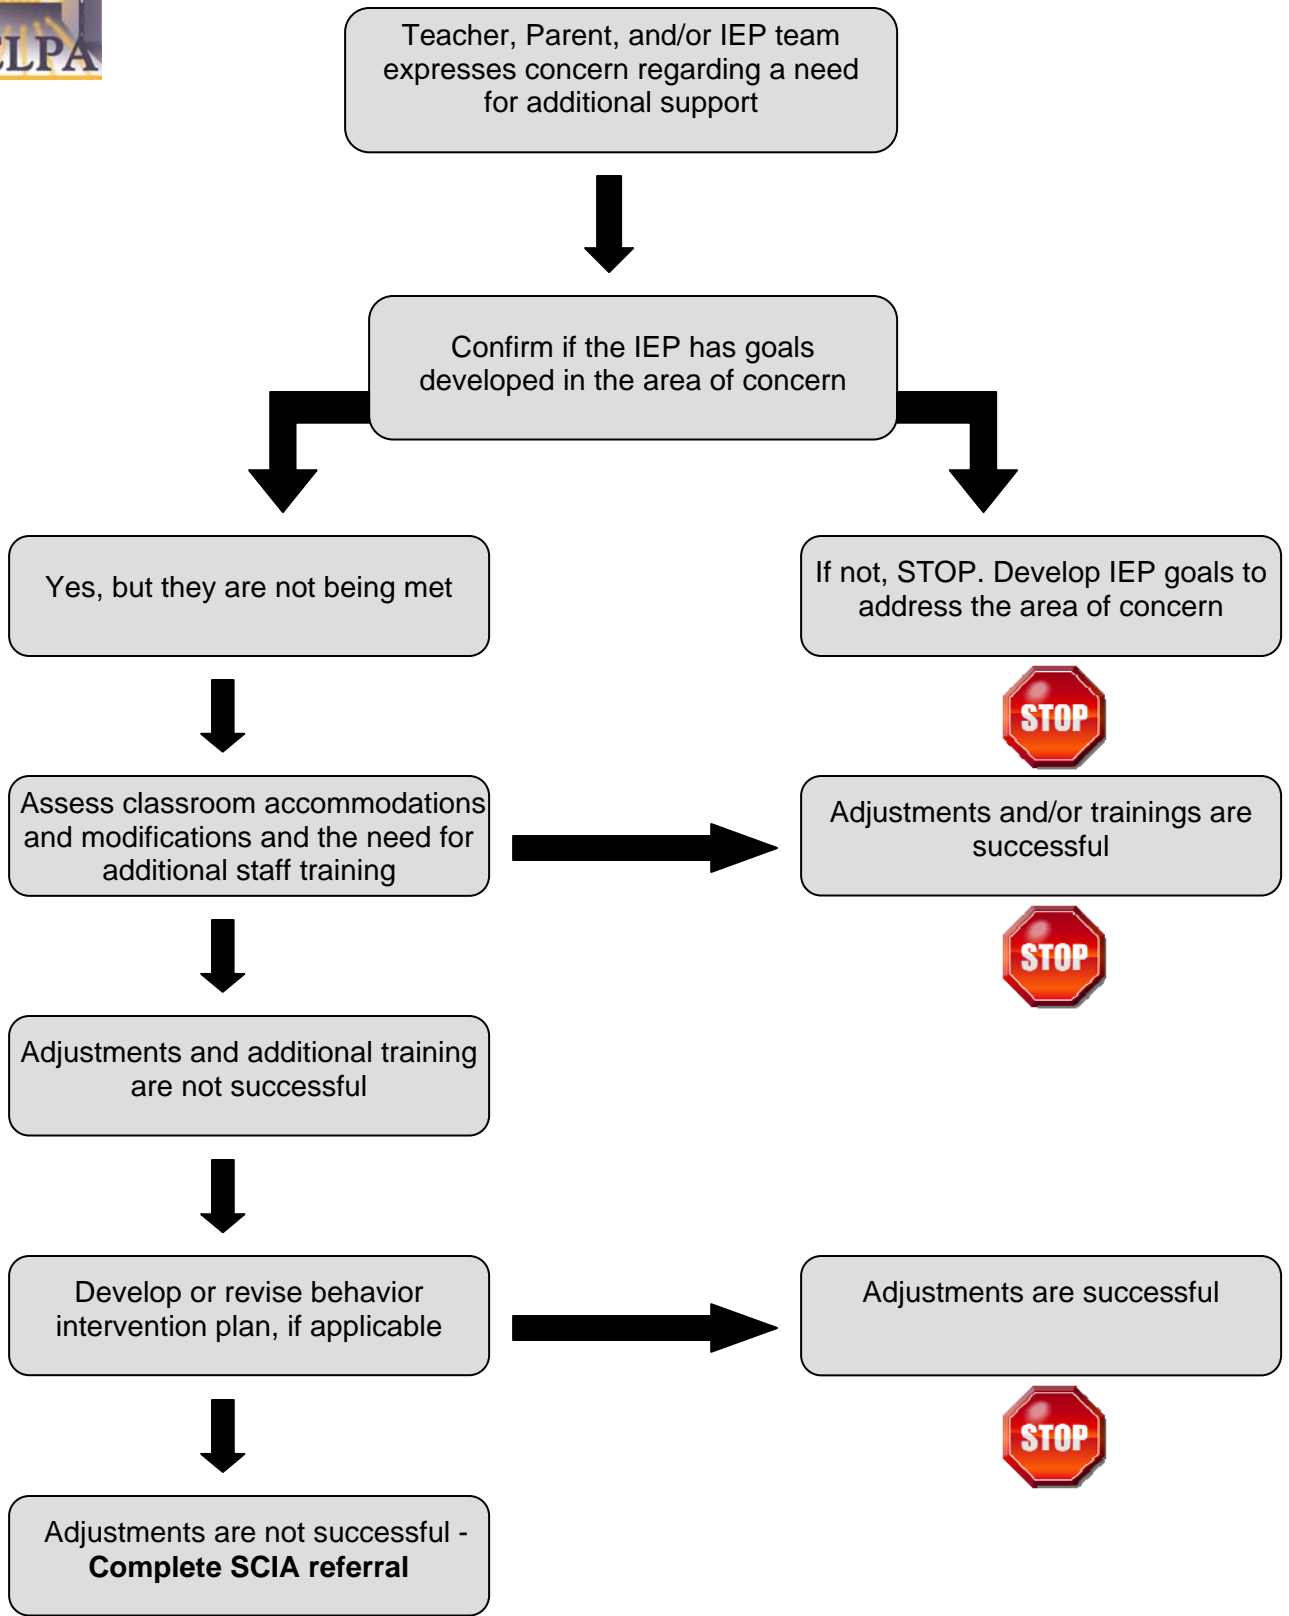 Teacher, Parent, and/or IEP team
expresses concern regarding a need
for additional support
Confirm if the IEP has goals
developed in the area of concern
Yes, but they are not being met
If not, STOP. Develop IEP goals to
address the area of concern
STOP
Assess classroom accommodations
and modifications and the need for
additional staff training
Adjustments and/or trainings are
successful
STOP
Adjustments and additional training
are not successful
Develop or revise behavior
intervention plan, if applicable
Adjustments are successful
STOP
Adjustments are not successful -
Complete SCIA referral